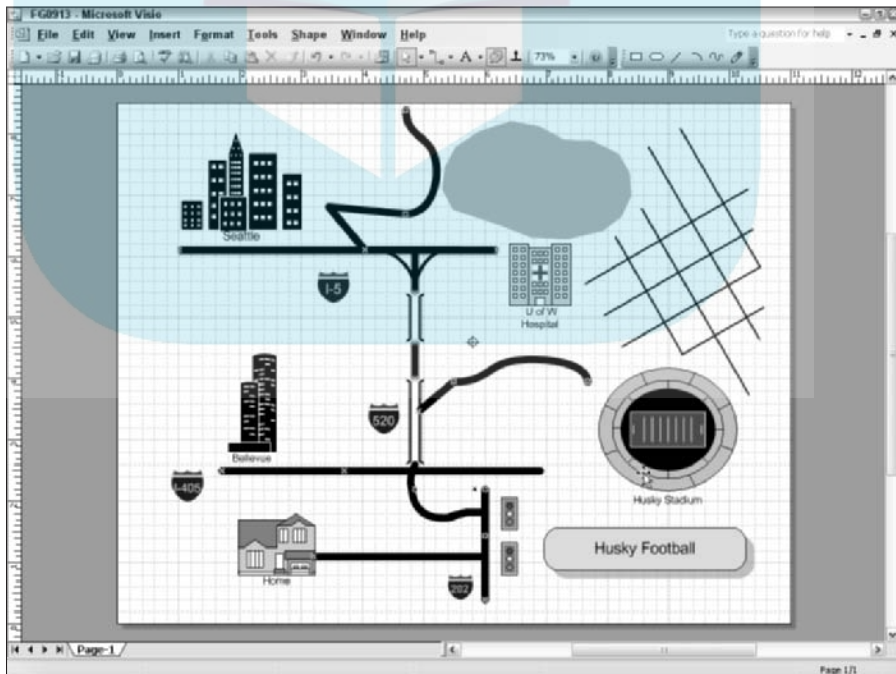 FG0913 - Microsoft Visio
File Edit View Insert Format Tools Shape Window Help
Type a question for help
73%
Seattle
I-5
U of W
Hospital
520
Bellevue
I-405
Husky Stadium
Husky Football
Home
202
Page-1
Page 1/1